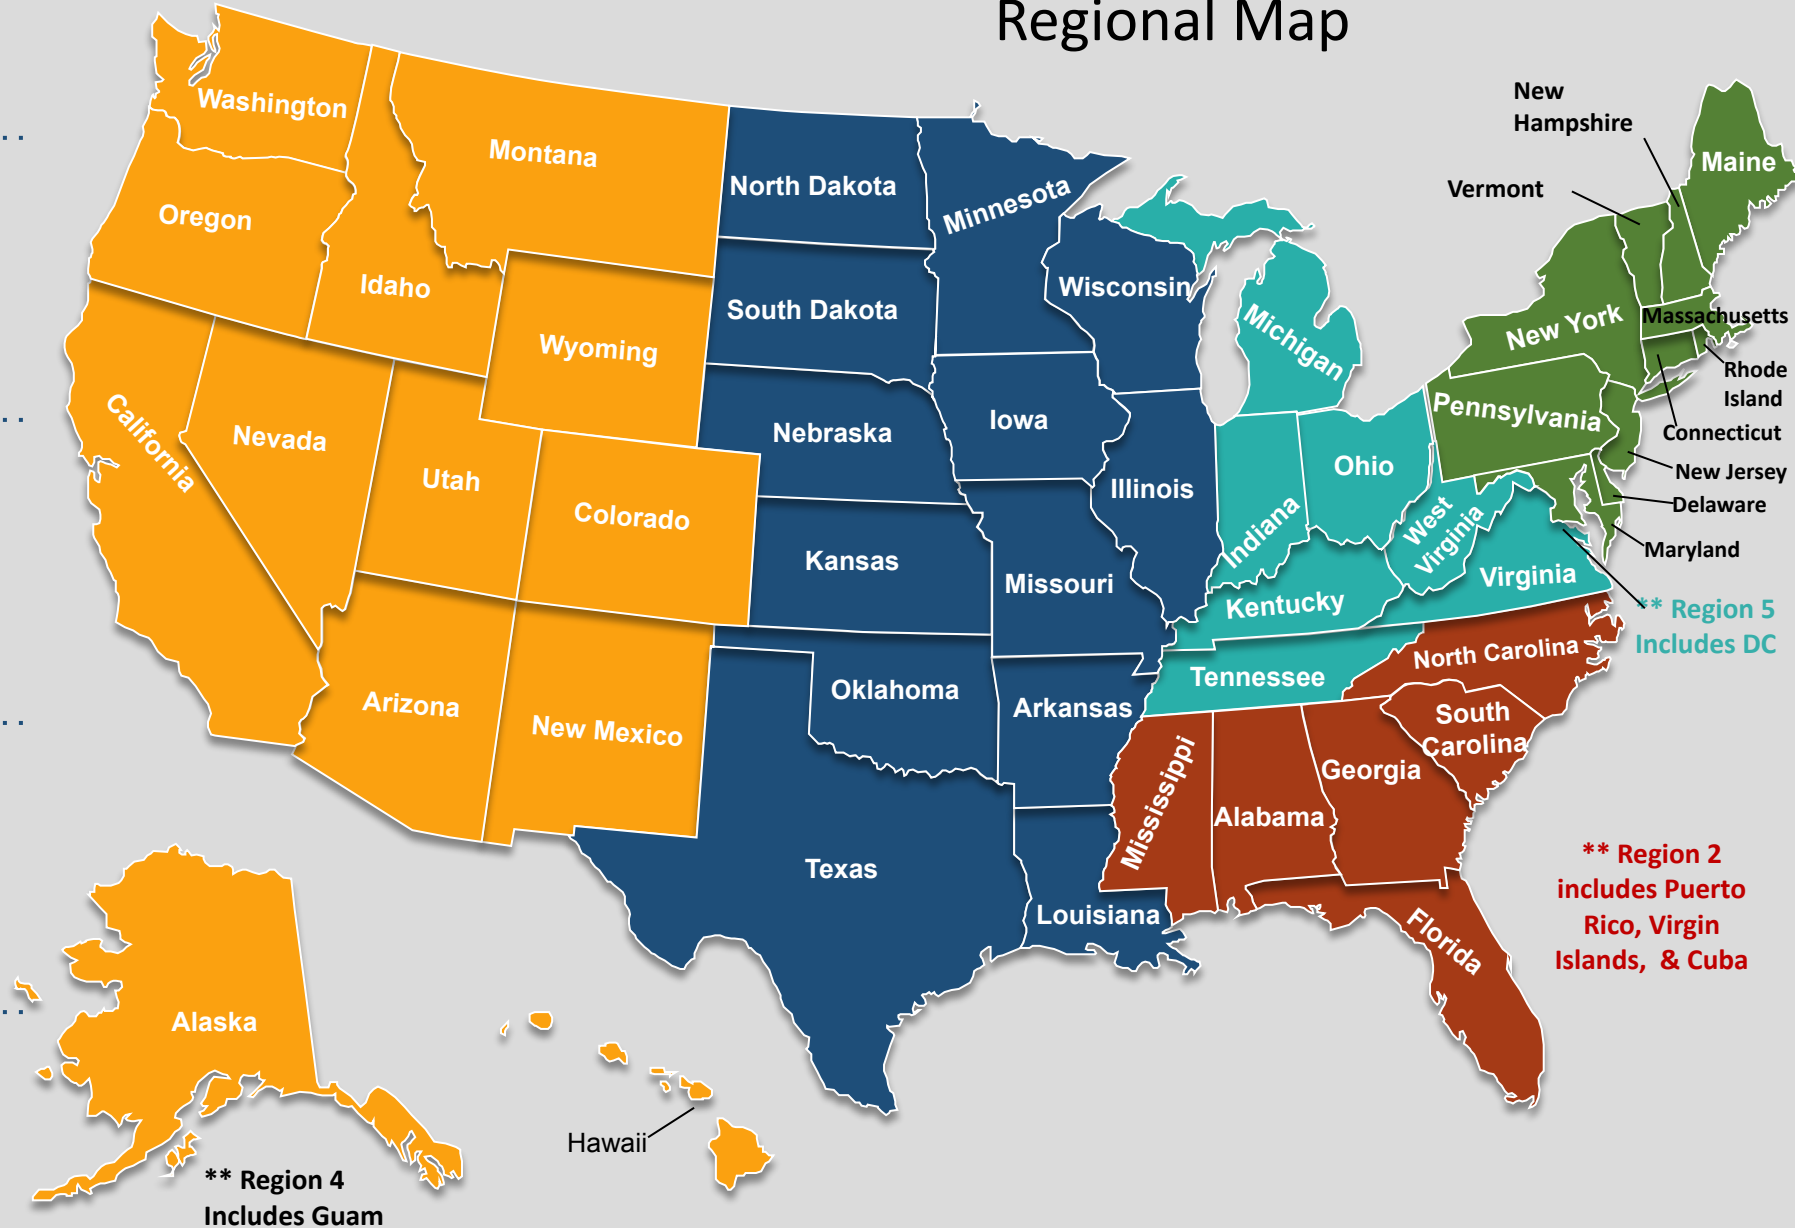 Regional Map
New
Hampshire
Maine
Vermont
Washington
Montana
North Dakota
Minnesota
Oregon
Idaho
Wisconsin
South Dakota
Wyoming
Michigan
New York
Massachusetts
Rhode
Island
California
Nevada
Nebraska
Iowa
Pennsylvania
Connecticut
Utah
Ohio
New Jersey
Colorado
Illinois
Indiana
West
Virginia
Delaware
Maryland
Kansas
Missouri
Virginia
Kentucky
** Region 5
Includes DC
North Carolina
Tennessee
Oklahoma
Arkansas
Arizona
New Mexico
South
Carolina
Mississippi
Georgia
Alabama
Texas
** Region 2
includes Puerto
Rico, Virgin
Islands, & Cuba
Louisiana
Florida
Alaska
Hawaii
** Region 4
Includes Guam